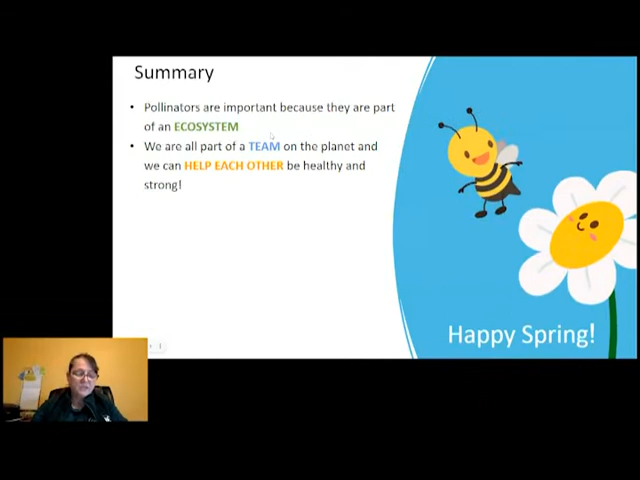 Summary
• Pollinators are important because they are part
of an ECOSYSTEM
• We are all part of a TEAM on the planet and
we can HELP EACH OTHER be healthy and
strong!
Happy Spring!